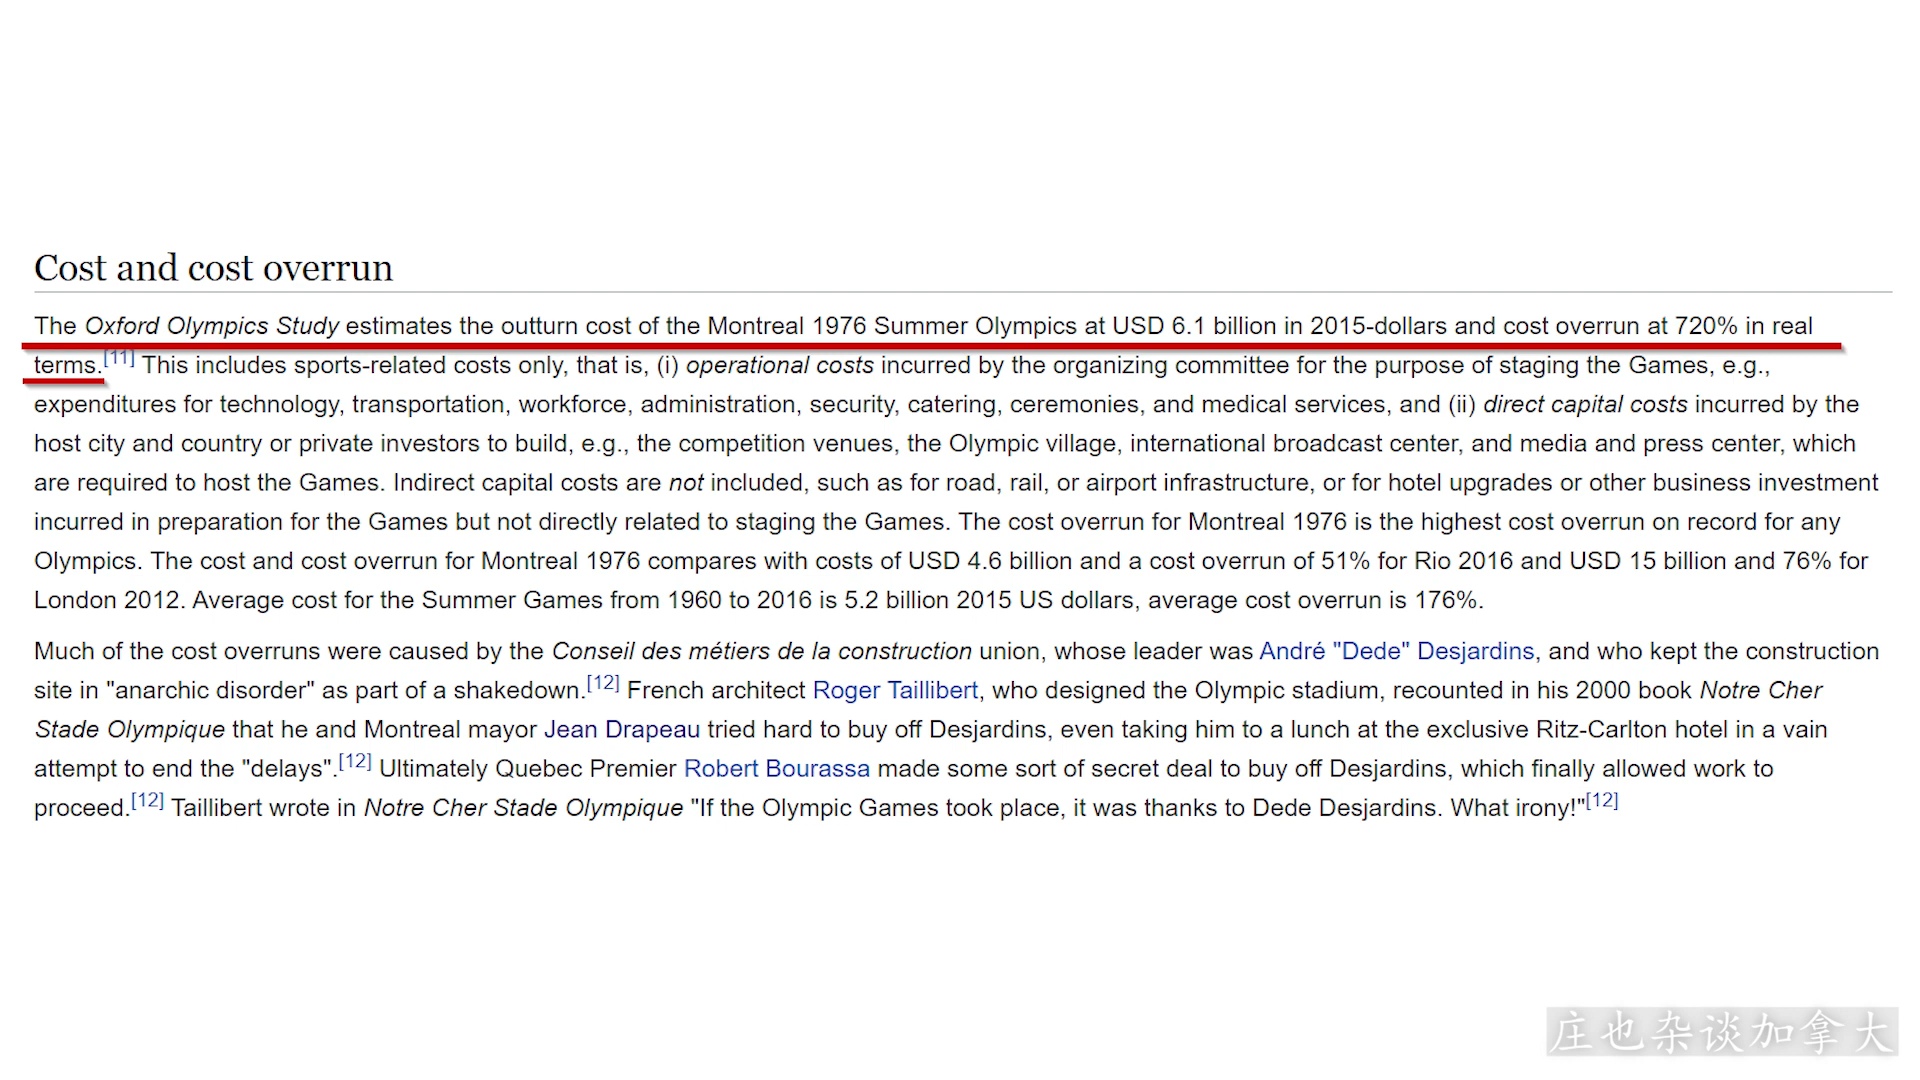 Cost and cost overrun
The Oxford Olympics Study estimates the outturn cost of the Montreal 1976 Summer Olympics at USD 6.1 billion in 2015-dollars and cost overrun at 720% in real
terms.[11] This includes sports-related costs only, that is, (i) operational costs incurred by the organizing committee for the purpose of staging the Games, e.g.,
expenditures for technology, transportation, workforce, administration, security, catering, ceremonies, and medical services, and (ii) direct capital costs incurred by the
host city and country or private investors to build, e.g., the competition venues, the Olympic village, international broadcast center, and media and press center, which
are required to host the Games. Indirect capital costs are not included, such as for road, rail, or airport infrastructure, or for hotel upgrades or other business investment
incurred in preparation for the Games but not directly related to staging the Games. The cost overrun for Montreal 1976 is the highest cost overrun on record for any
Olympics. The cost and cost overrun for Montreal 1976 compares with costs of USD 4.6 billion and a cost overrun of 51% for Rio 2016 and USD 15 billion and 76% for
London 2012. Average cost for the Summer Games from 1960 to 2016 is 5.2 billion 2015 US dollars, average cost overrun is 176%.
Much of the cost overruns were caused by the Conseil des métiers de la construction union, whose leader was André "Dede" Desjardins, and who kept the construction
site in "anarchic disorder" as part of a shakedown.[12] French architect Roger Taillibert, who designed the Olympic stadium, recounted in his 2000 book Notre Cher
Stade Olympique that he and Montreal mayor Jean Drapeau tried hard to buy off Desjardins, even taking him to a lunch at the exclusive Ritz-Carlton hotel in a vain
attempt to end the "delays".[12] Ultimately Quebec Premier Robert Bourassa made some sort of secret deal to buy off Desjardins, which finally allowed work to
proceed.[12] Taillibert wrote in Notre Cher Stade Olympique "If the Olympic Games took place, it was thanks to Dede Desjardins. What irony!"[12]
庄也杂谈加拿大